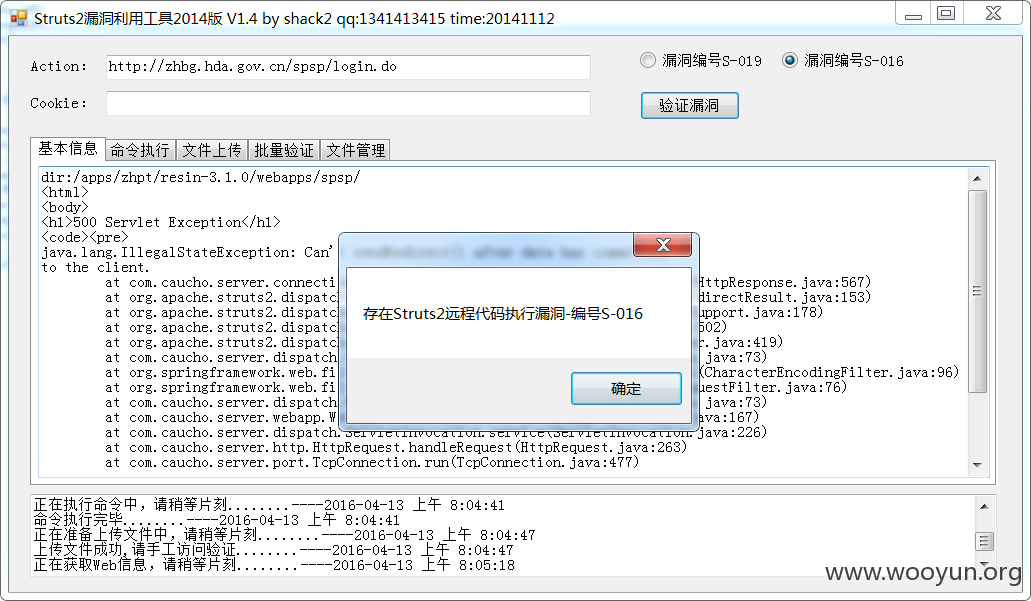 Struts2漏洞利用工具2014版 V1.4 by shack2 qq:1341413415 time:20141112
Action: http://zhbg.hda.gov.cn/spsp/login.do
漏洞编号S-019 漏洞编号S-016
Cookie:
验证漏洞
基本信息 命令执行 文件上传 批量验证 文件管理
dir:/apps/zhpt/resin-3.1.0/webapps/spsp/
<html>
<body>
<h1>500 Servlet Exception</h1>
<code><pre>
java.lang.IllegalStateException: Can'
to the client.
at com.caucho.server.connecti HttpResponse.java:567)
at org.apache.struts2.dispatc directResult.java:153)
at org.apache.struts2.dispatc upport.java:178)
at org.apache.struts2.dispatc 502)
at org.apache.struts2.dispatc r.java:419)
at com.caucho.server.dispatch java:73)
at org.springframework.web.fi (CharacterEncodingFilter.java:96)
at org.springframework.web.fi uestFilter.java:76)
at com.caucho.server.dispatch java:73)
at com.caucho.server.webapp.W java:167)
at com.caucho.server.dispatch.ServletInvocation.service(ServletInvocation.java:226)
at com.caucho.server.http.HttpRequest.handleRequest(HttpRequest.java:263)
at com.caucho.server.port.TcpConnection.run(TcpConnection.java:477)
存在Struts2远程代码执行漏洞-编号S-016
确定
正在执行命令中，请稍等片刻........----2016-04-13 上午 8:04:41
命令执行完毕........----2016-04-13 上午 8:04:41
正在准备上传文件中，请稍等片刻........----2016-04-13 上午 8:04:47
上传文件成功,请手工访问验证........----2016-04-13 上午 8:04:47
正在获取Web信息，请稍等片刻........----2016-04-13 上午 8:05:18
www.wooyun.org